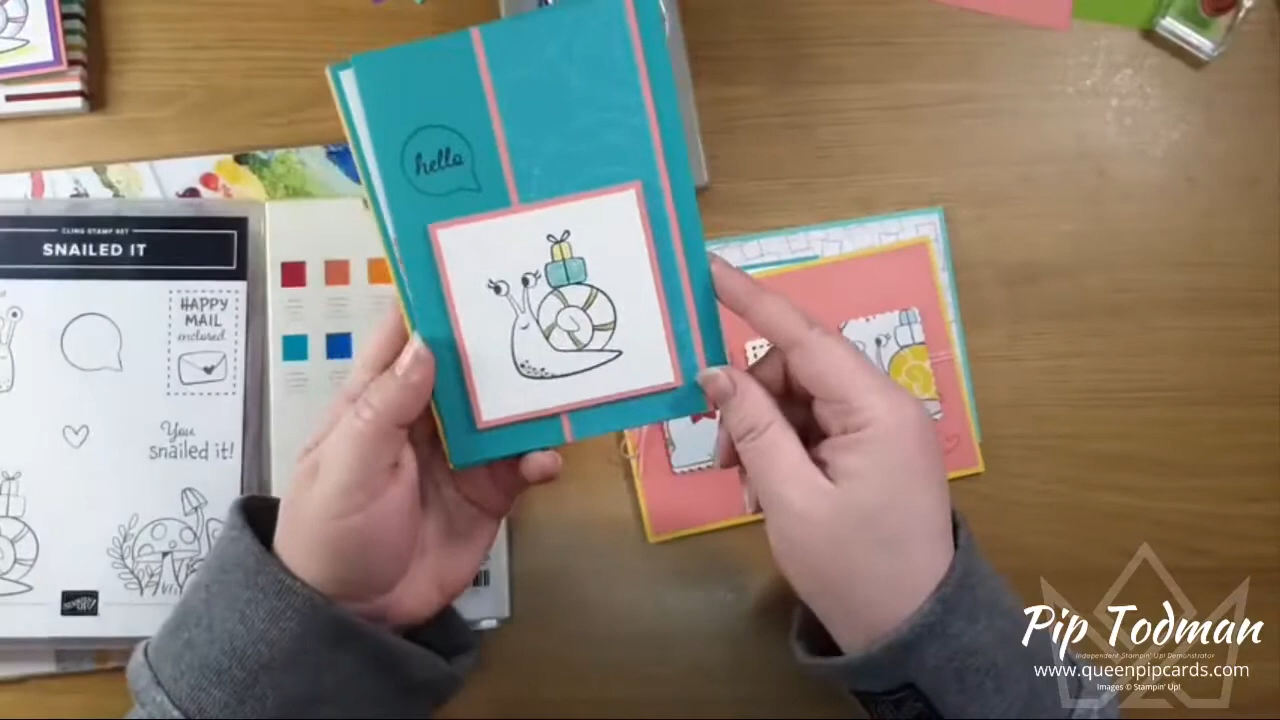 hello
CLING STAMP SET
SNAILED IT
HAPPY
MAIL
enclosed
You
snailed it!
Pip Todman
Independent Stampin' Up! Demonstrator
www.queenpipcards.com
Images © Stampin' Up!